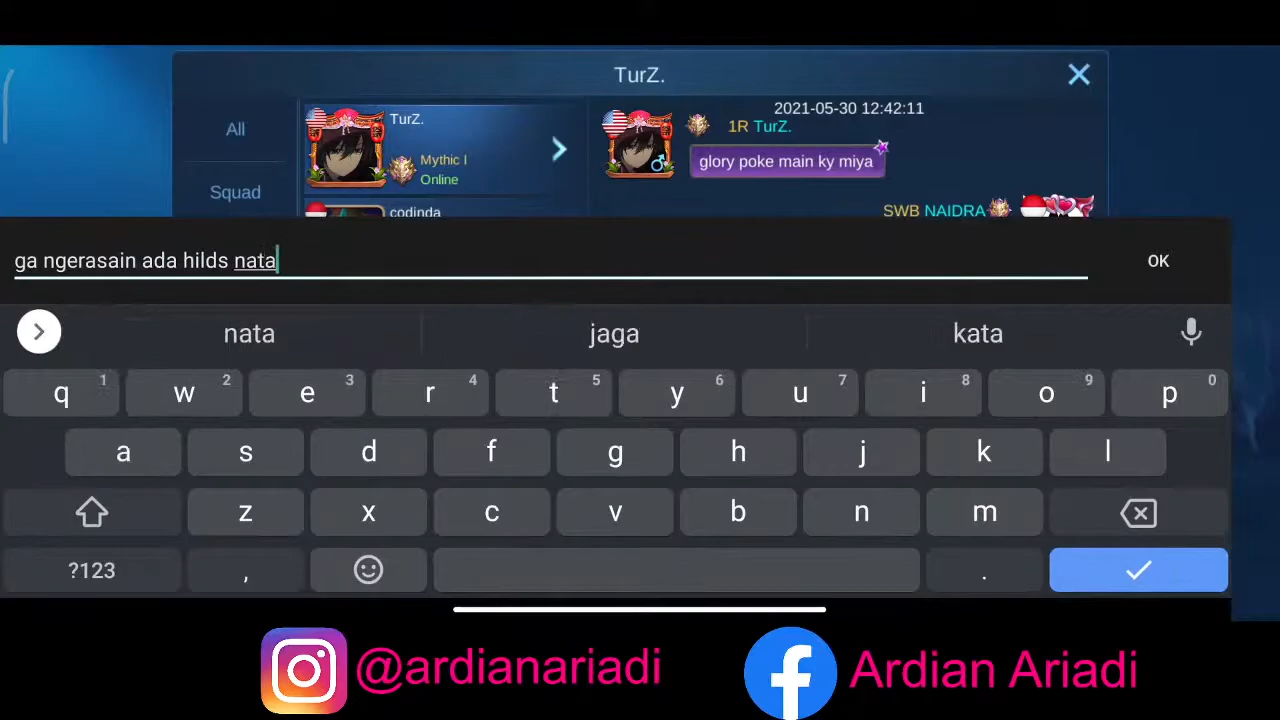 TurZ.
All
Squad
TurZ.
Mythic I
Online
codinda
2021-05-30 12:42:11
1R TurZ.
glory poke main ky miya
SWB NAIDRA
ga ngerasain ada hilds nata
OK
nata jaga kata
q 1 w 2 e 3 r 4 t 5 y 6 u 7 i 8 o 9 p 0
a s d f g h j k l
z x c v b n m
?123 , .
@ardianariadi
Ardian Ariadi